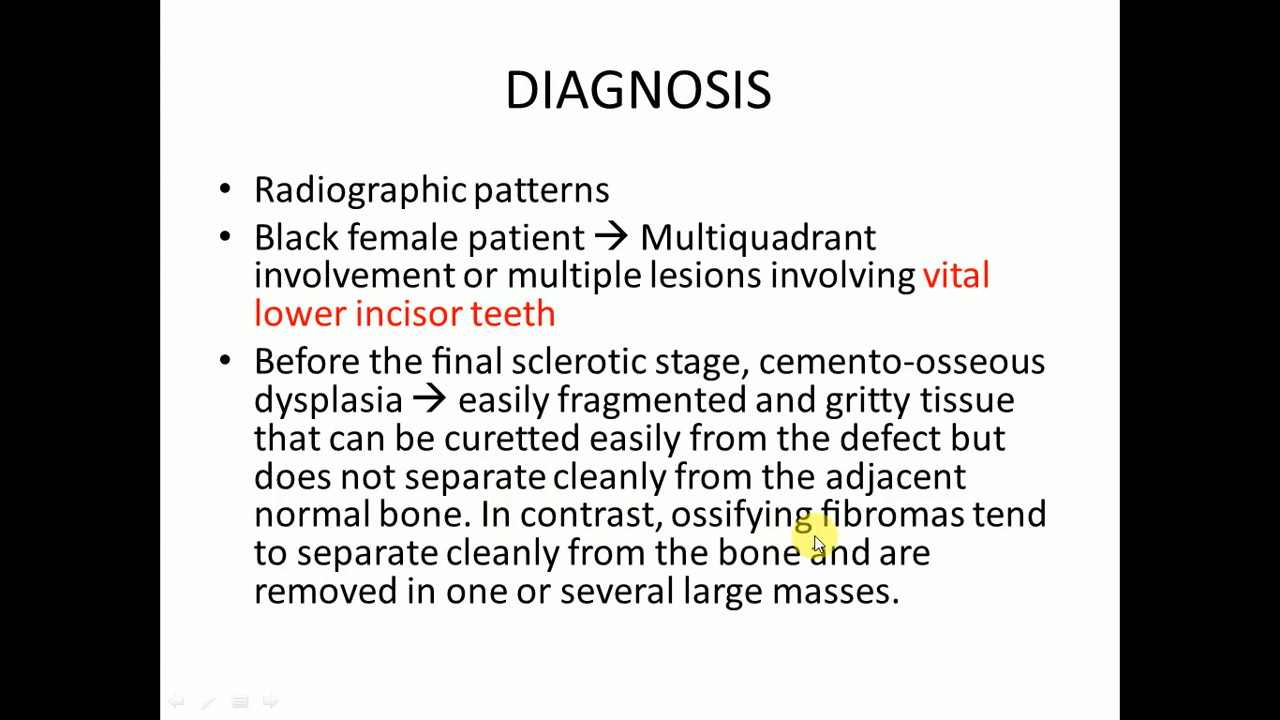 DIAGNOSIS
• Radiographic patterns
• Black female patient → Multiquadrant
involvement or multiple lesions involving vital
lower incisor teeth
• Before the final sclerotic stage, cemento-osseous
dysplasia → easily fragmented and gritty tissue
that can be curetted easily from the defect but
does not separate cleanly from the adjacent
normal bone. In contrast, ossifying fibromas tend
to separate cleanly from the bone and are
removed in one or several large masses.